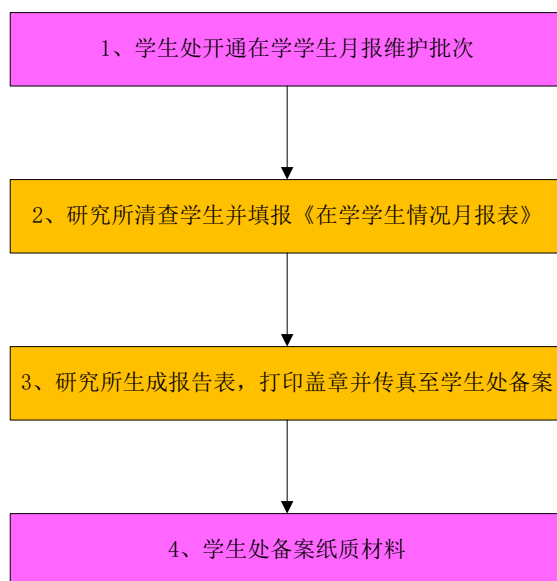 1、学生处开通在学学生月报维护批次
2、研究所清查学生并填报《在学学生情况月报表》
3、研究所生成报告表，打印盖章并传真至学生处备案
4、学生处备案纸质材料